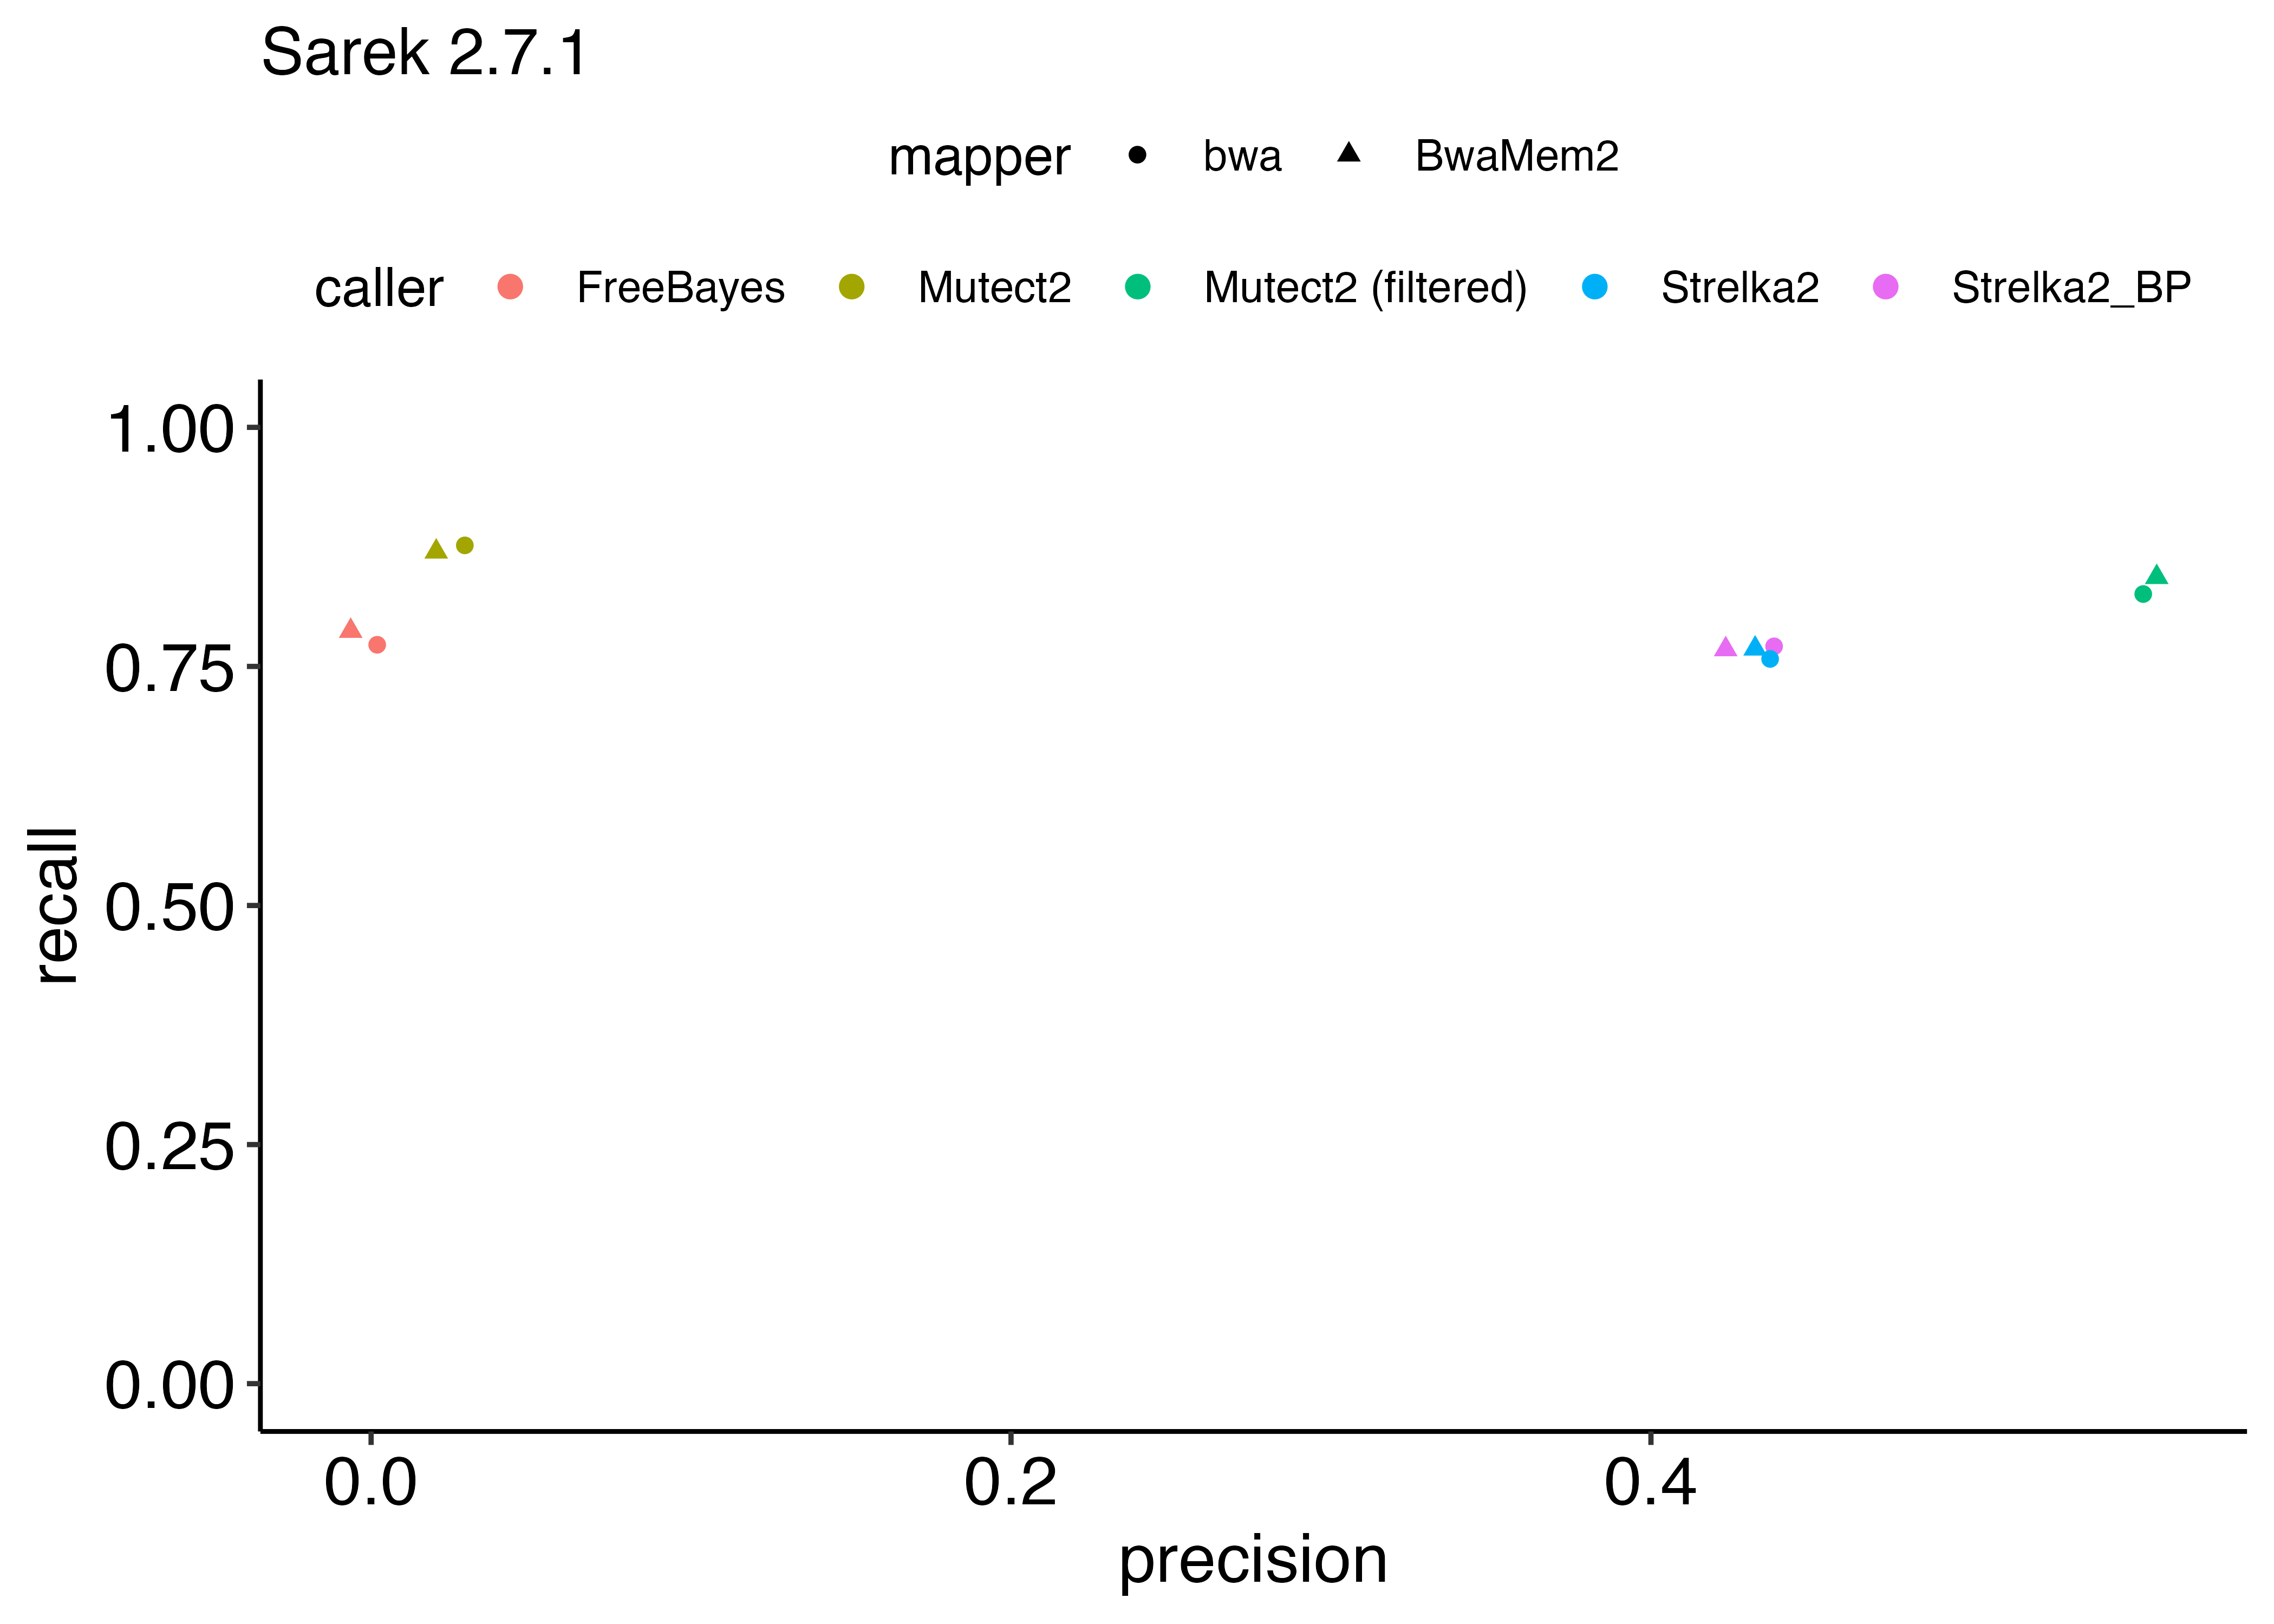 Sarek 2.7.1
mapper bwa BwaMem2
caller FreeBayes Mutect2 Mutect2 (filtered) Strelka2 Strelka2_BP
1.00
0.75
0.50
0.25
0.00
recall
0.0 0.2 0.4
precision